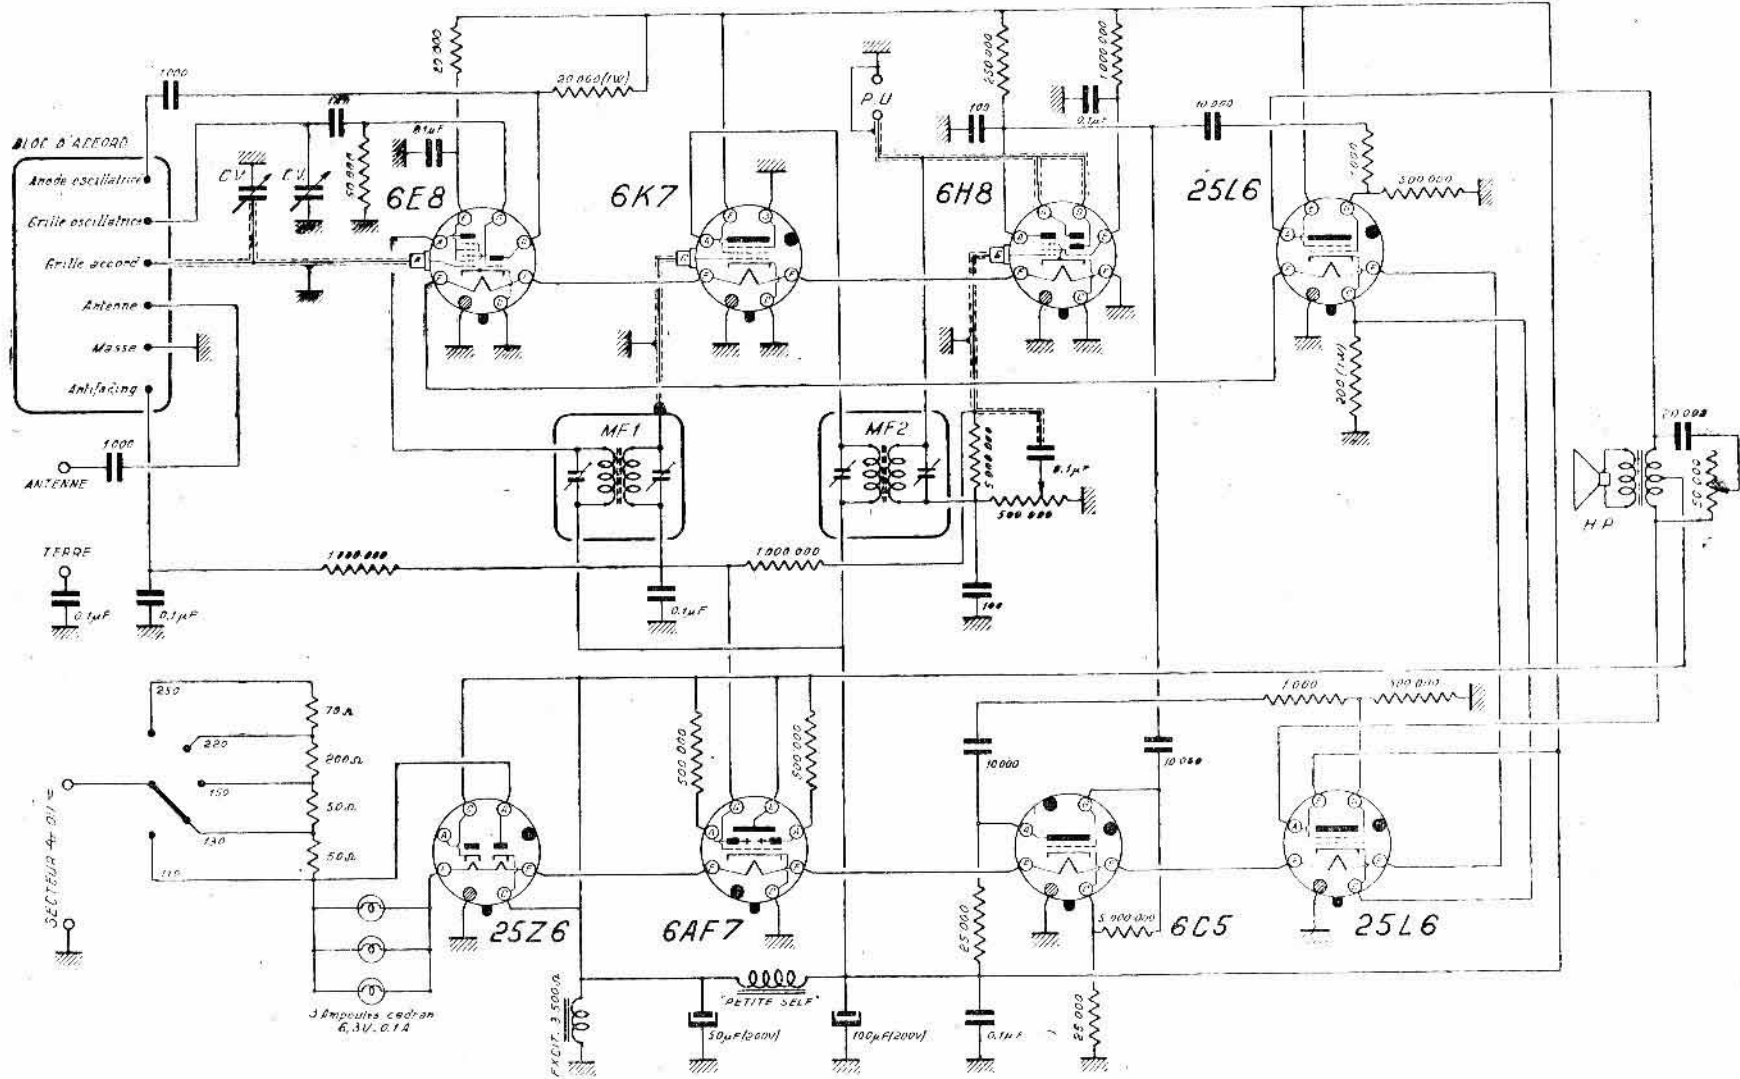 20 000
250 000
1 000 000
1000
20 000 (1W)
P.U
100
0.1µF
10.000
BLOC D'ACCORD
0.1µF
1.000
500.000
Anode oscillatrice
C.V.
C.V.
50.000
6E8
6K7
6H8
25L6
Grille oscillatrice
Grille accord
Antenne
Masse
200 (1W)
Antifading
MF1
MF2
20.000
1.000
5 000 000
0.1µF
50.000
ANTENNE
500 000
H.P
TERRE
1 000.000
1.000 000
0.1µF
0.1µF
0.1µF
100
250
70Ω
1.000
500.000
220
200Ω
500 000
500 000
10.000
10.000
150
50Ω
SECTEUR
130
50Ω
110
25Z6
6AF7
25.000
5 000.000
6C5
25L6
"PETITE SELF"
3 Ampoules cadran
6,3V. 0.1A
EXCIT. 3.500Ω
50µF(200V)
100µF(200V)
0.1µF
25.000